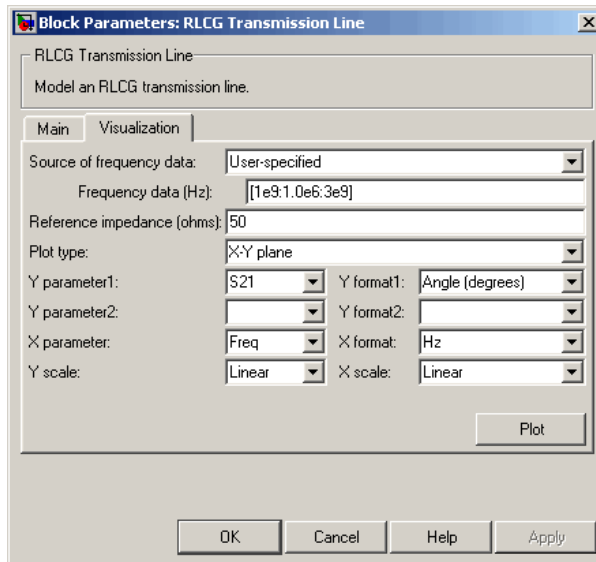 Block Parameters: RLCG Transmission Line
RLCG Transmission Line
Model an RLCG transmission line.
Main Visualization
Source of frequency data: User-specified
Frequency data (Hz): [1e9:1.0e6:3e9]
Reference impedance (ohms): 50
Plot type: X-Y plane
Y parameter1: S21 Y format1: Angle (degrees)
Y parameter2: Y format2:
X parameter: Freq X format: Hz
Y scale: Linear X scale: Linear
Plot
OK Cancel Help Apply